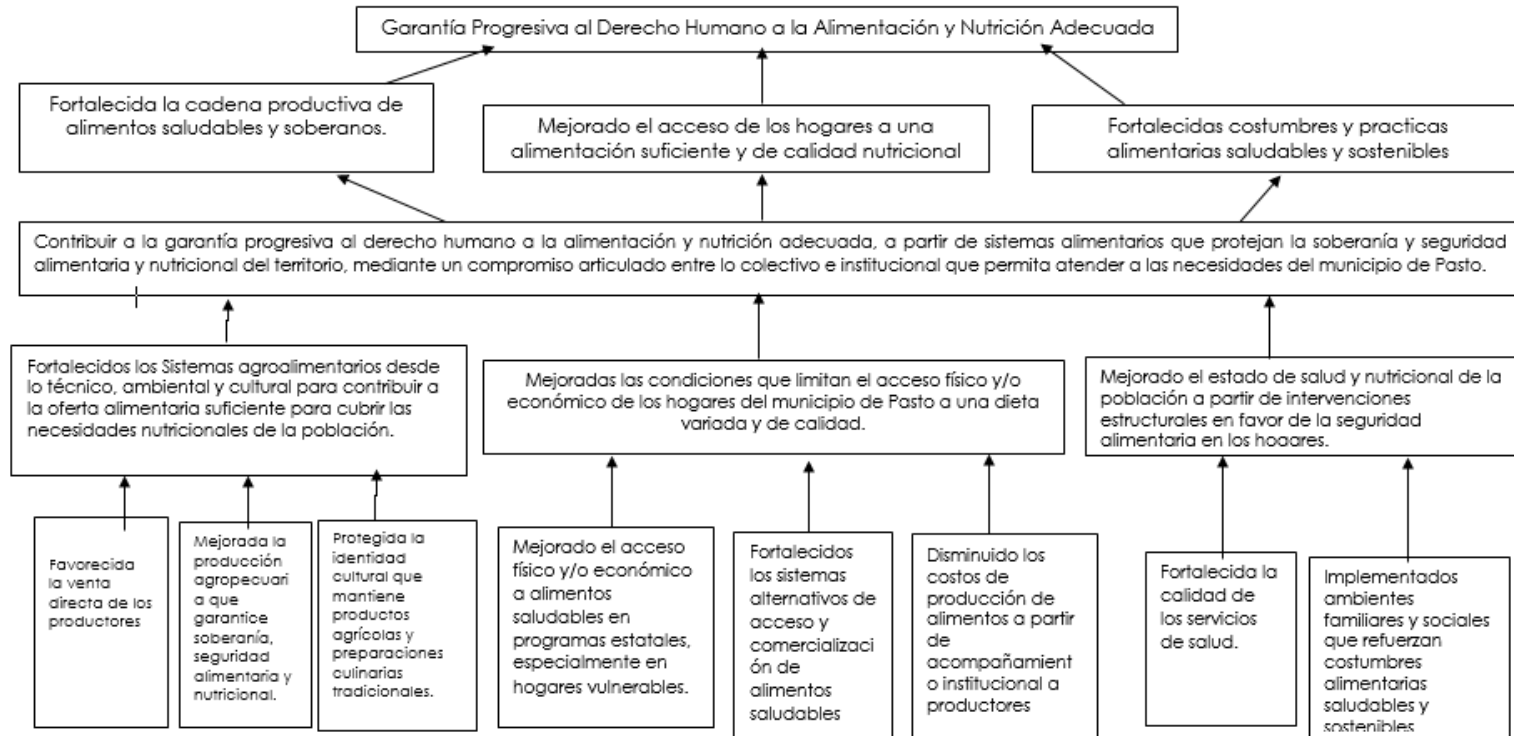 Garantía Progresiva al Derecho Humano a la Alimentación y Nutrición Adecuada
Fortalecida la cadena productiva de
alimentos saludables y soberanos.
Mejorado el acceso de los hogares a una
alimentación suficiente y de calidad nutricional
Fortalecidas costumbres y practicas
alimentarias saludables y sostenibles
Contribuir a la garantía progresiva al derecho humano a la alimentación y nutrición adecuada, a partir de sistemas alimentarios que protejan la soberanía y seguridad
alimentaria y nutricional del territorio, mediante un compromiso articulado entre lo colectivo e institucional que permita atender a las necesidades del municipio de Pasto.
Fortalecidos los Sistemas agroalimentarios desde
lo técnico, ambiental y cultural para contribuir a
la oferta alimentaria suficiente para cubrir las
necesidades nutricionales de la población.
Mejoradas las condiciones que limitan el acceso físico y/o
económico de los hogares del municipio de Pasto a una dieta
variada y de calidad.
Mejorado el estado de salud y nutricional de la
población a partir de intervenciones
estructurales en favor de la seguridad
alimentaria en los hogares.
Favorecida
la venta
directa de los
productores
Mejorada la
producción
agropecuari
a que
garantice
soberanía,
seguridad
alimentaria y
nutricional.
Protegida la
identidad
cultural que
mantiene
productos
agrícolas y
preparaciones
culinarias
tradicionales.
Mejorado el acceso
físico y/o económico
a alimentos
saludables en
programas estatales,
especialmente en
hogares vulnerables.
Fortalecidos
los sistemas
alternativos de
acceso y
comercializaci
ón de
alimentos
saludables
Disminuido los
costos de
producción de
alimentos a partir
de
acompañamient
o institucional a
productores
Fortalecida la
calidad de
los servicios
de salud.
Implementados
ambientes
familiares y sociales
que refuerzan
costumbres
alimentarias
saludables y
sostenibles